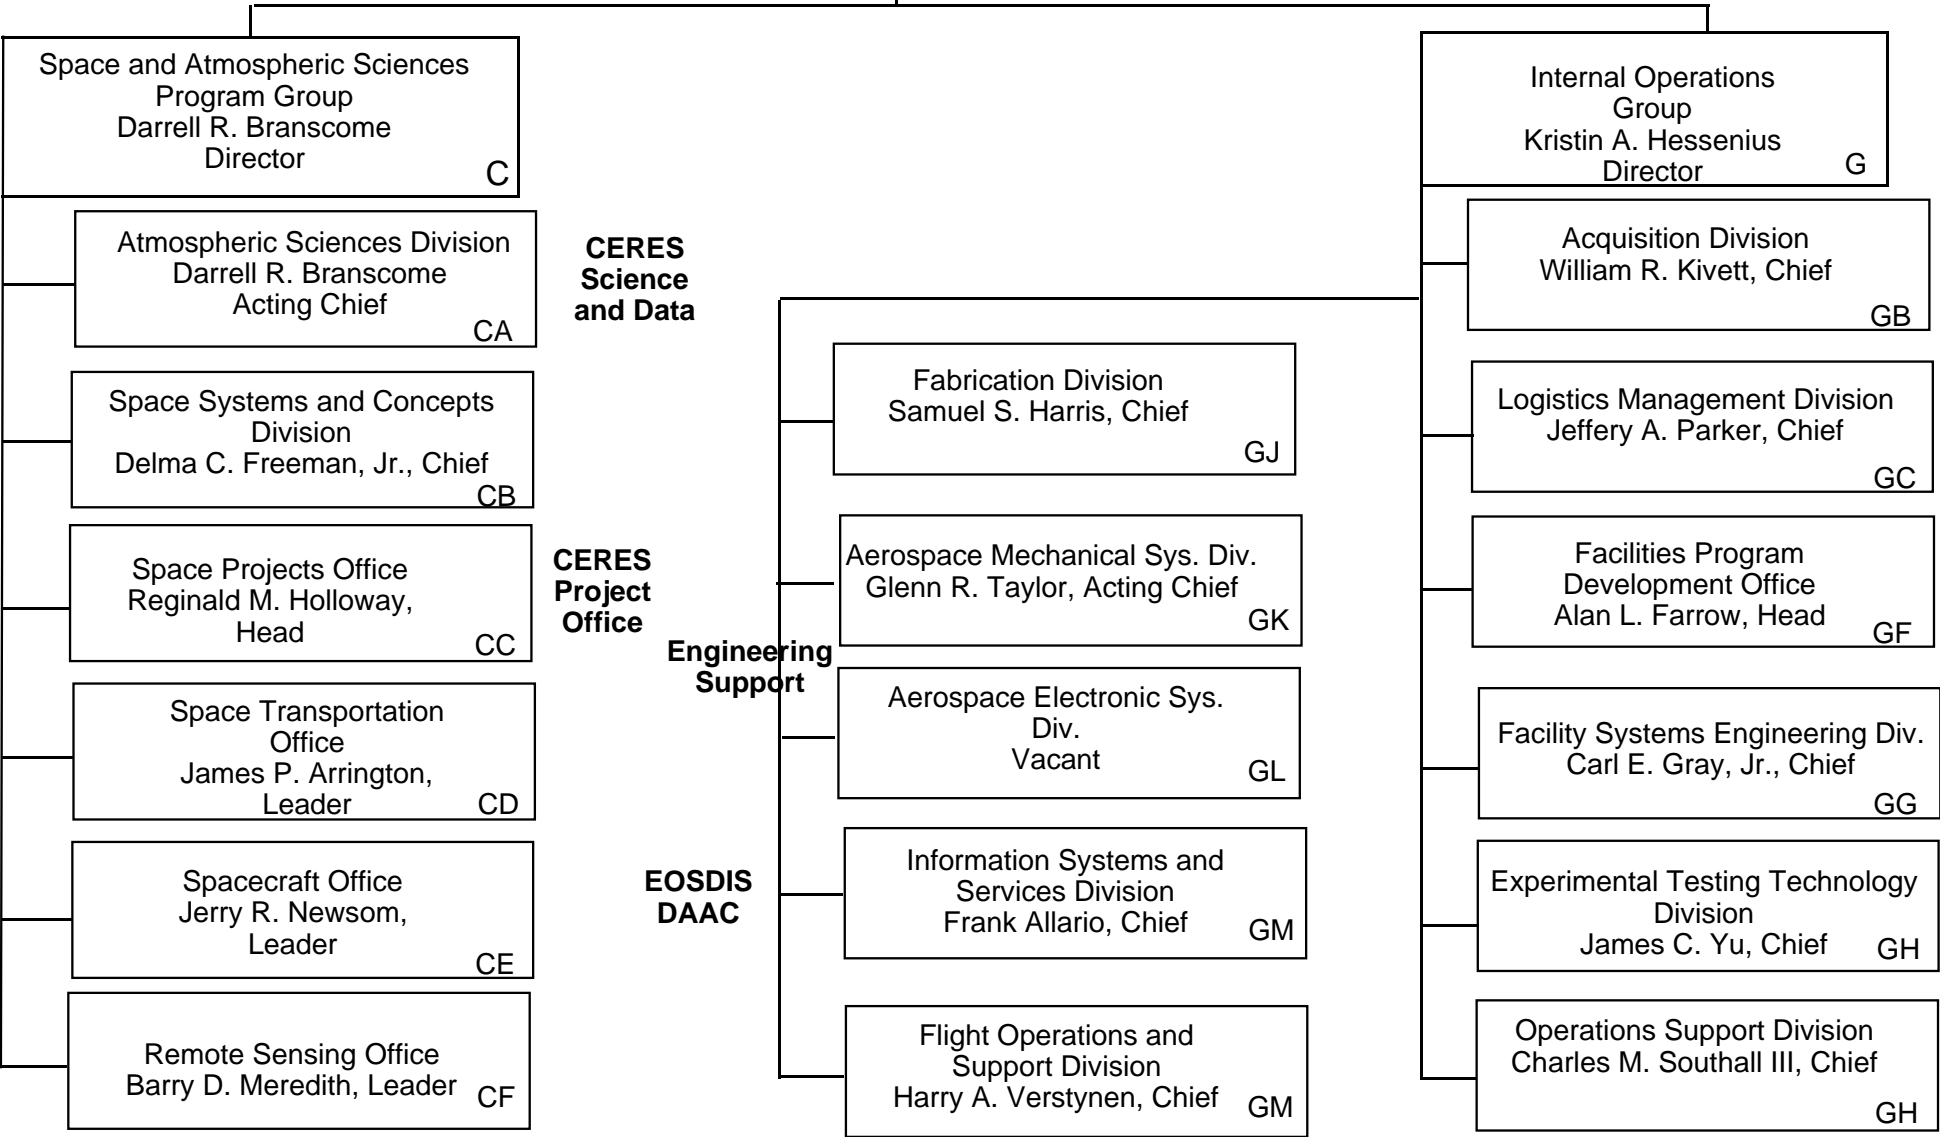 Space and Atmospheric Sciences
Program Group
Darrell R. Branscome
Director
C
Atmospheric Sciences Division
Darrell R. Branscome
Acting Chief
CA
Space Systems and Concepts
Division
Delma C. Freeman, Jr., Chief
CB
Space Projects Office
Reginald M. Holloway,
Head
CC
Space Transportation
Office
James P. Arrington,
Leader
CD
Spacecraft Office
Jerry R. Newsom,
Leader
CE
Remote Sensing Office
Barry D. Meredith, Leader
CF
CERES
Science
and Data
CERES
Project
Office
Engineering
Support
EOSDIS
DAAC
Fabrication Division
Samuel S. Harris, Chief
GJ
Aerospace Mechanical Sys. Div.
Glenn R. Taylor, Acting Chief
GK
Aerospace Electronic Sys.
Div.
Vacant
GL
Information Systems and
Services Division
Frank Allario, Chief
GM
Flight Operations and
Support Division
Harry A. Verstynen, Chief
GM
Internal Operations
Group
Kristin A. Hessenius
Director
G
Acquisition Division
William R. Kivett, Chief
GB
Logistics Management Division
Jeffery A. Parker, Chief
GC
Facilities Program
Development Office
Alan L. Farrow, Head
GF
Facility Systems Engineering Div.
Carl E. Gray, Jr., Chief
GG
Experimental Testing Technology
Division
James C. Yu, Chief
GH
Operations Support Division
Charles M. Southall III, Chief
GH